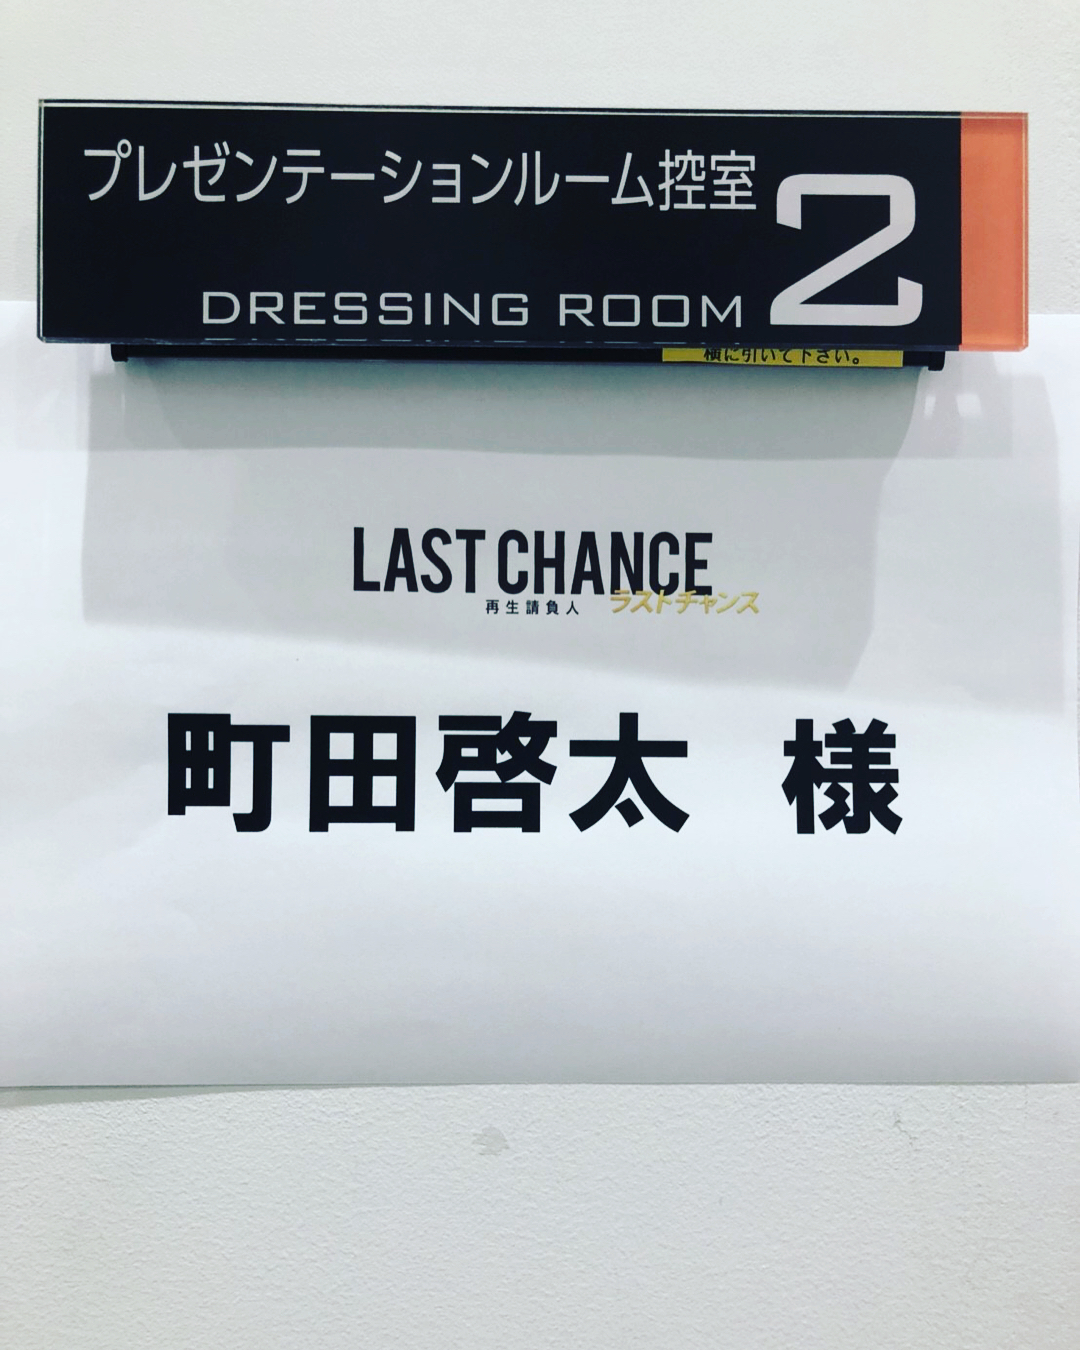 プレゼンテーションルーム控室 2
DRESSING ROOM
横に引いて下さい。
LAST CHANCE
再生請負人 ラストチャンス
町田啓太 様